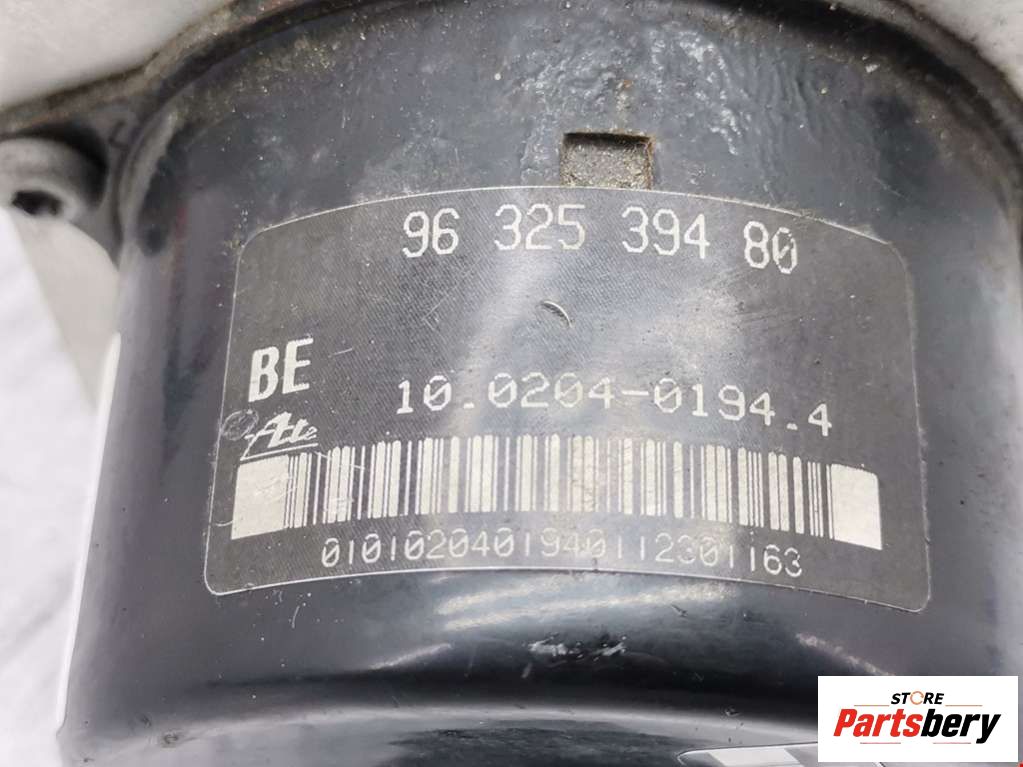 96 325 394 80
BE
10.0204-0194.4
Ate
0101020401940112301163
STORE
Partsbery